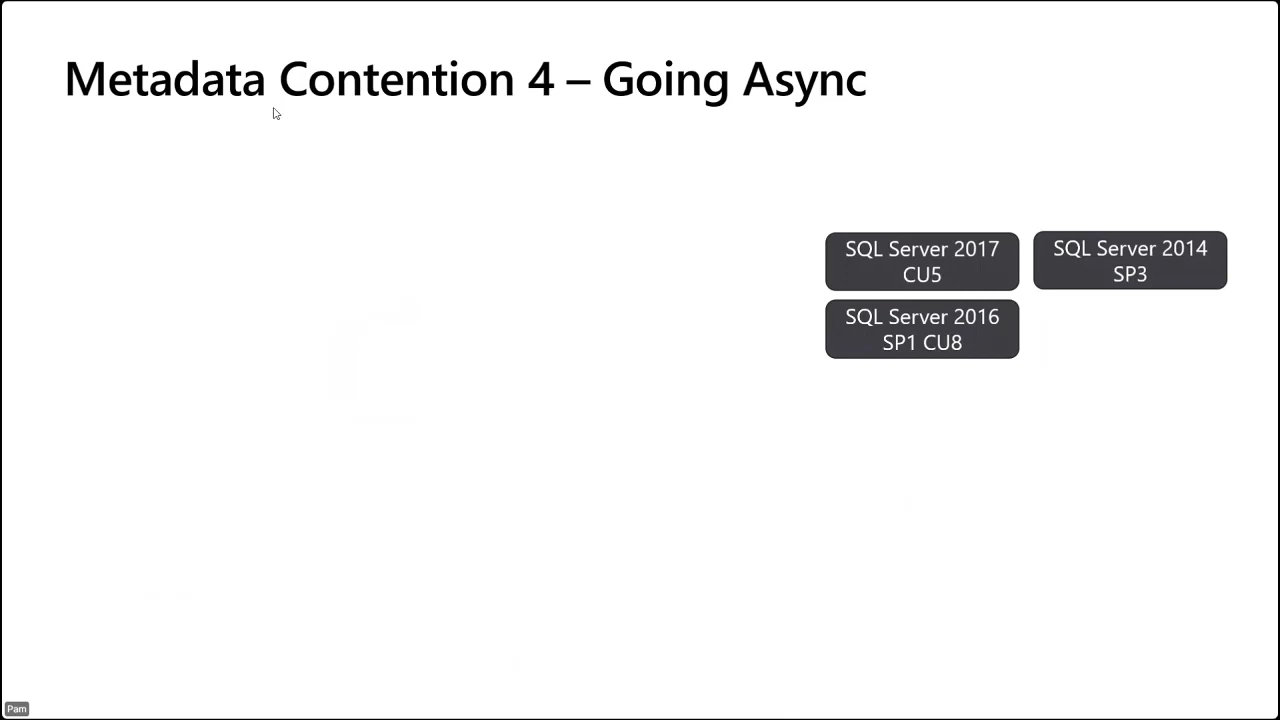 Metadata Contention 4 – Going Async
SQL Server 2017
CU5
SQL Server 2014
SP3
SQL Server 2016
SP1 CU8
Pam